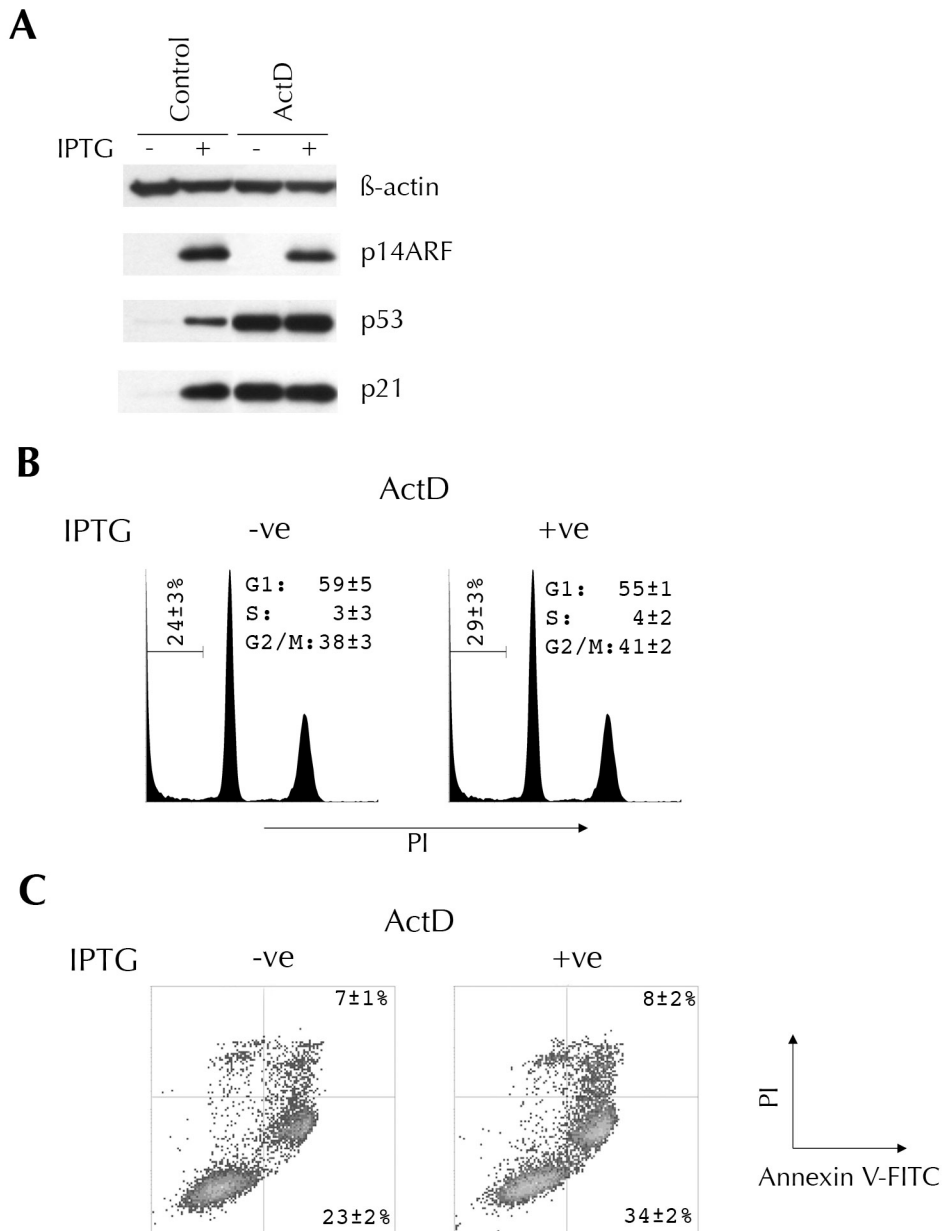 A
Control
ActD
IPTG - + - +
ß-actin
p14ARF
p53
p21
B
ActD
IPTG -ve +ve
24±3%
G1: 59±5
S: 3±3
G2/M:38±3
29±3%
G1: 55±1
S: 4±2
G2/M:41±2
PI
C
ActD
IPTG -ve +ve
7±1%
23±2%
8±2%
34±2%
PI
Annexin V-FITC